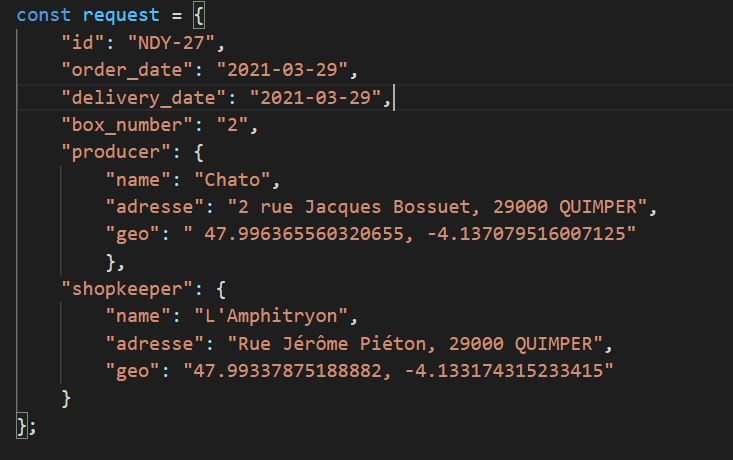 const request = {
"id": "NDY-27",
"order_date": "2021-03-29",
"delivery_date": "2021-03-29",
"box_number": "2",
"producer": {
"name": "Chato",
"adresse": "2 rue Jacques Bossuet, 29000 QUIMPER",
"geo": " 47.996365560320655, -4.137079516007125"
},
"shopkeeper": {
"name": "L'Amphitryon",
"adresse": "Rue Jérôme Piéton, 29000 QUIMPER",
"geo": "47.99337875188882, -4.133174315233415"
}
};